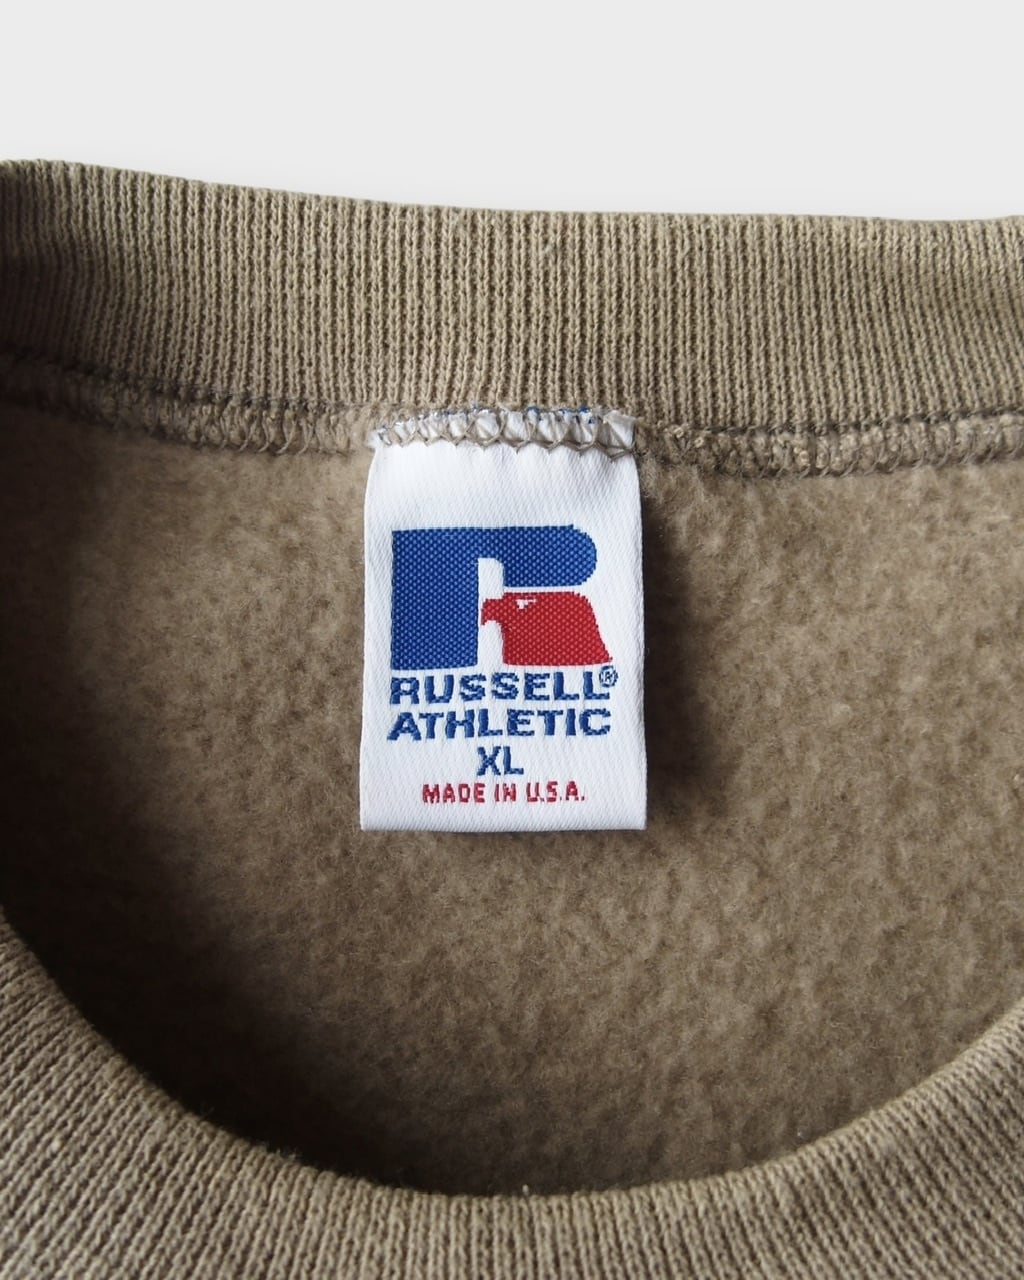 RUSSELL®
ATHLETIC
XL
MADE IN U.S.A.